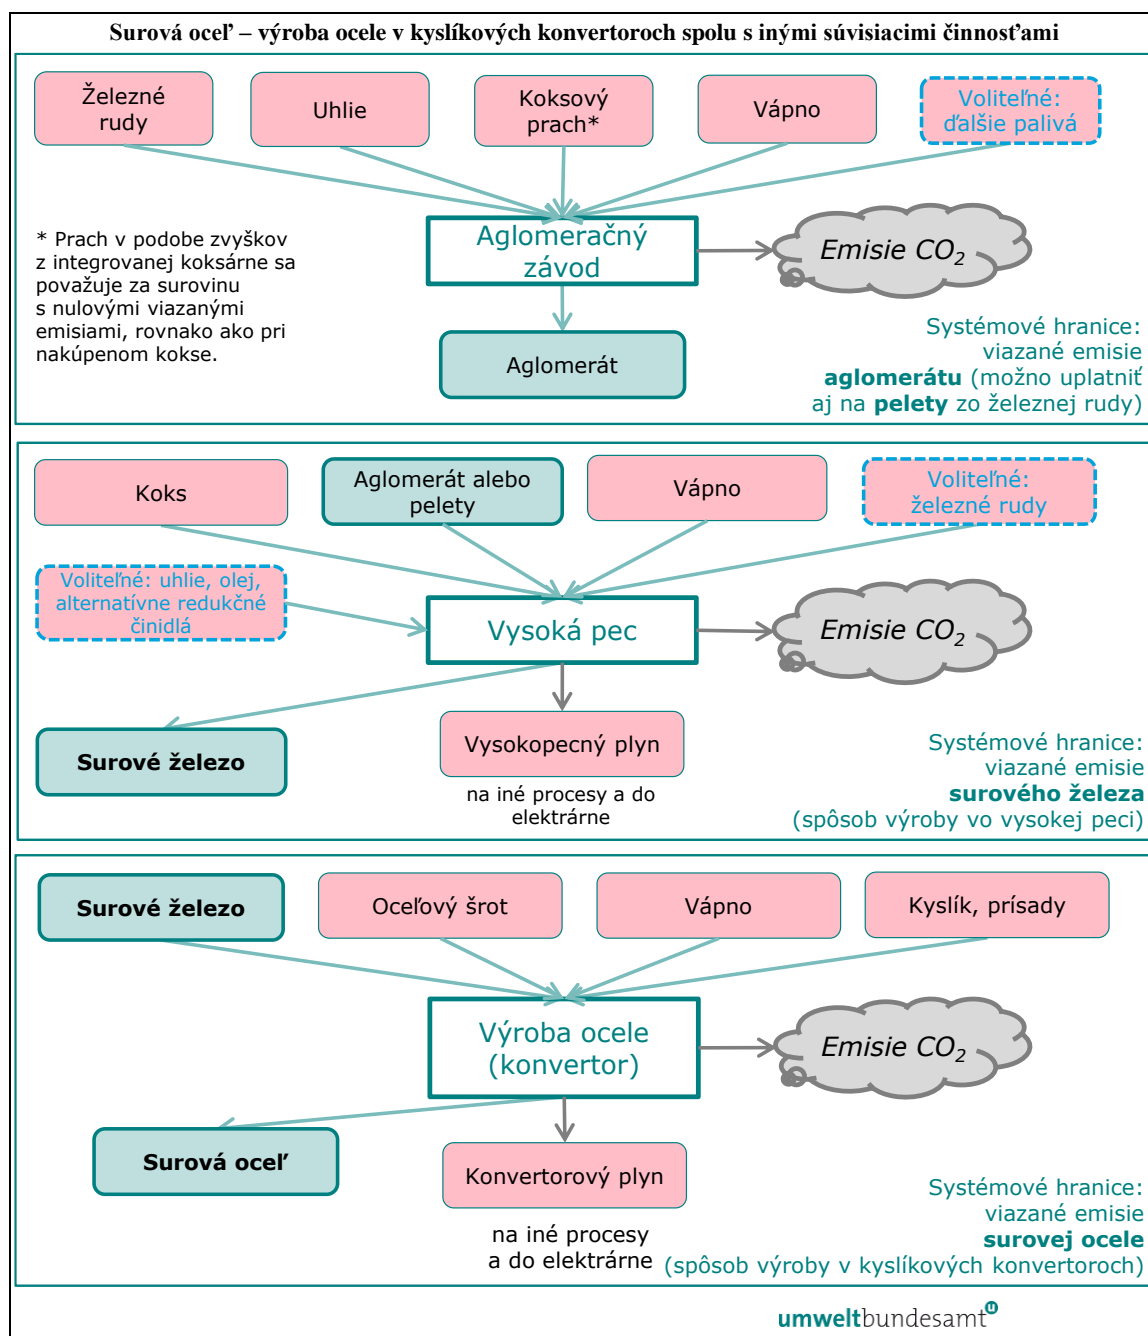 Surová oceľ – výroba ocele v kyslíkových konvertoroch spolu s inými súvisiacimi činnosťami
Železné
rudy
Uhlie
Koksový
prach*
Vápno
Voliteľné:
ďalšie palivá
* Prach v podobe zvyškov
z integrovanej koksárne sa
považuje za surovinu
s nulovými viazanými
emisiami, rovnako ako pri
nakúpenom kokse.
Aglomeračný
závod
Emisie CO2
Aglomerát
Systémové hranice:
viazané emisie
aglomerátu (možno uplatniť
aj na pelety zo železnej rudy)
Koks
Aglomerát alebo
pelety
Vápno
Voliteľné:
železné rudy
Voliteľné: uhlie, olej,
alternatívne redukčné
činidlá
Vysoká pec
Emisie CO2
Surové železo
Vysokopecný plyn
na iné procesy a do
elektrárne
Systémové hranice:
viazané emisie
surového železa
(spôsob výroby vo vysokej peci)
Surové železo
Oceľový šrot
Vápno
Kyslík, prísady
Výroba ocele
(konvertor)
Emisie CO2
Surová oceľ
Konvertorový plyn
na iné procesy
a do elektrárne
Systémové hranice:
viazané emisie
surovej ocele
(spôsob výroby v kyslíkových konvertoroch)
umweltbundesamt u